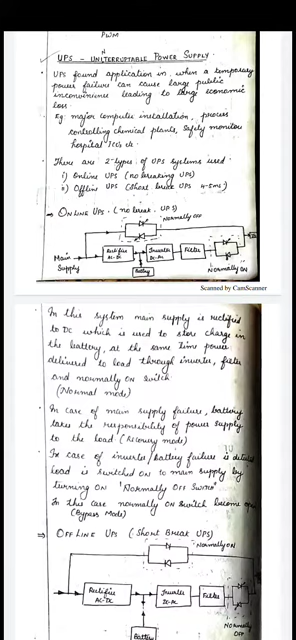 PWM
UPS - UNITERRUPTABLE POWER SUPPLY
N
UPS found application in, when a temporary
power failure can cause large public
inconvenience leading to large economic
loss.
Eg: major computer installation, process
controlling chemical plants, Safety monitor
hospital ICC's etc
There are 2-types of UPS systems used.
i) Online UPS (no breaking UPS)
ii) Offline UPS (Short break UPS 4-5ms)
⇒ ONLINE UPS. (no break. UPS)
Normally OFF
Main
Supply
Rectifier
AC-DC
Inverter
DC-AC
Filter
Battery
Normally ON
Scanned by CamScanner
In this system main supply is rectified
to DC which is used to store charge in
the battery, at the same time power
delivered to load through inverter, filter
and normally ON switch
(Normal mode)
In care of main supply failure, battery
takes the responsibility of power supply
to the load (
mode)
In care of inverter/battery failure is
load is switched ON to main supply by
turning ON 'Normally OFF Switch'
In this case normally ON switch become
(Bypass Mode)
⇒ OFF LINE UPS (Short Break UPS)
Normally ON
Rectifier
AC-DC
Inverter
DC-AC
Filter
Normally
OFF
Battery